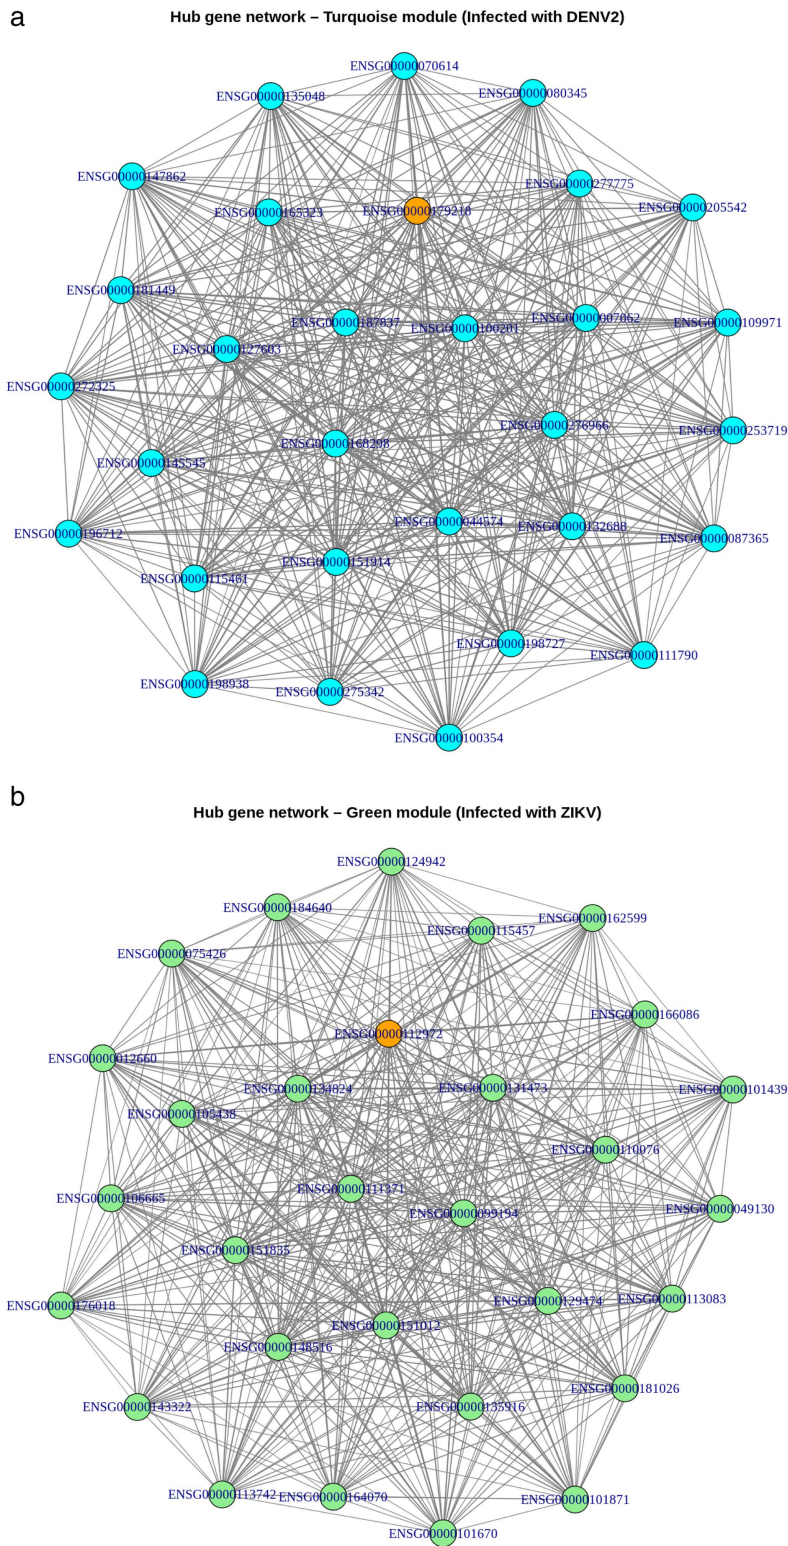 a
Hub gene network – Turquoise module (Infected with DENV2)
ENSG00000070614
ENSG00000080345
ENSG00000135048
ENSG00000147862
ENSG00000277775
ENSG00000205542
ENSG00000165323
ENSG00000179218
ENSG00000181449
ENSG00000187837
ENSG00000100201
ENSG00000007062
ENSG00000109971
ENSG00000127603
ENSG00000272325
ENSG00000276966
ENSG00000253719
ENSG00000168298
ENSG00000145545
ENSG00000044574
ENSG00000132688
ENSG00000196712
ENSG00000087365
ENSG00000151914
ENSG00000115461
ENSG00000198727
ENSG00000111790
ENSG00000198938
ENSG00000275342
ENSG00000100354
b
Hub gene network – Green module (Infected with ZIKV)
ENSG00000124942
ENSG00000184640
ENSG00000162599
ENSG00000115457
ENSG00000075426
ENSG00000166086
ENSG00000112972
ENSG00000012660
ENSG00000134824
ENSG00000131473
ENSG00000101439
ENSG00000105438
ENSG00000110076
ENSG00000111371
ENSG00000106665
ENSG00000049130
ENSG00000099194
ENSG00000151835
ENSG00000113083
ENSG00000129474
ENSG00000176018
ENSG00000151012
ENSG00000148516
ENSG00000181026
ENSG00000143322
ENSG00000135916
ENSG00000113742
ENSG00000164070
ENSG00000101871
ENSG00000101670